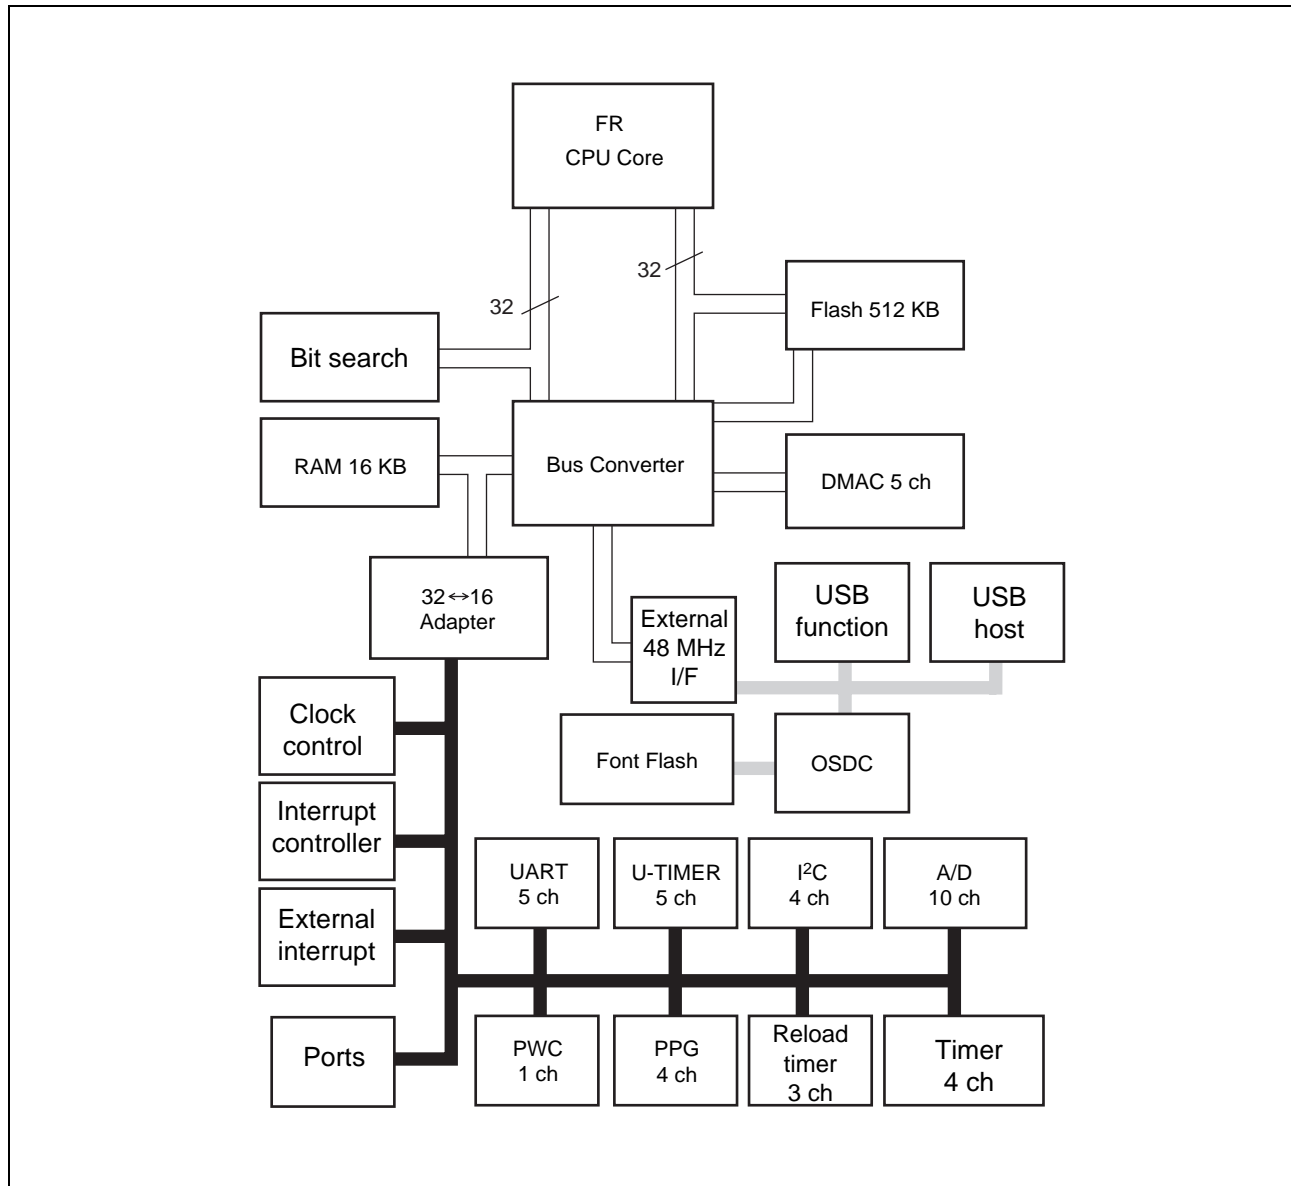 FR
CPU Core
32
32
Flash 512 KB
Bit search
RAM 16 KB
Bus Converter
DMAC 5 ch
32↔16
Adapter
External
48 MHz
I/F
USB
function
USB
host
Clock
control
Font Flash
OSDC
Interrupt
controller
UART
5 ch
U-TIMER
5 ch
I²C
4 ch
A/D
10 ch
External
interrupt
Ports
PWC
1 ch
PPG
4 ch
Reload
timer
3 ch
Timer
4 ch